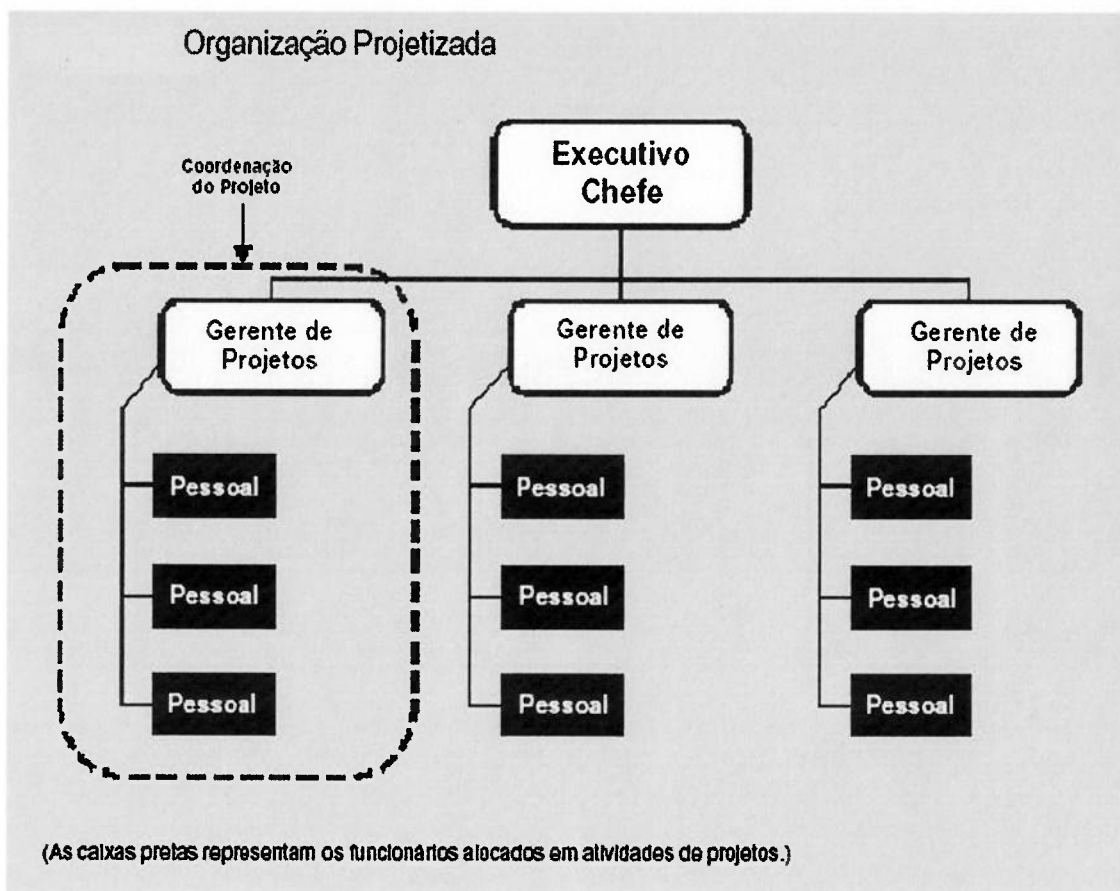 Organização Projetizada
Coordenação
do Projeto
Executivo
Chefe
Gerente de
Projetos
Gerente de
Projetos
Gerente de
Projetos
Pessoal
Pessoal
Pessoal
Pessoal
Pessoal
Pessoal
Pessoal
Pessoal
Pessoal
(As caixas pretas representam os funcionários alocados em atividades de projetos.)